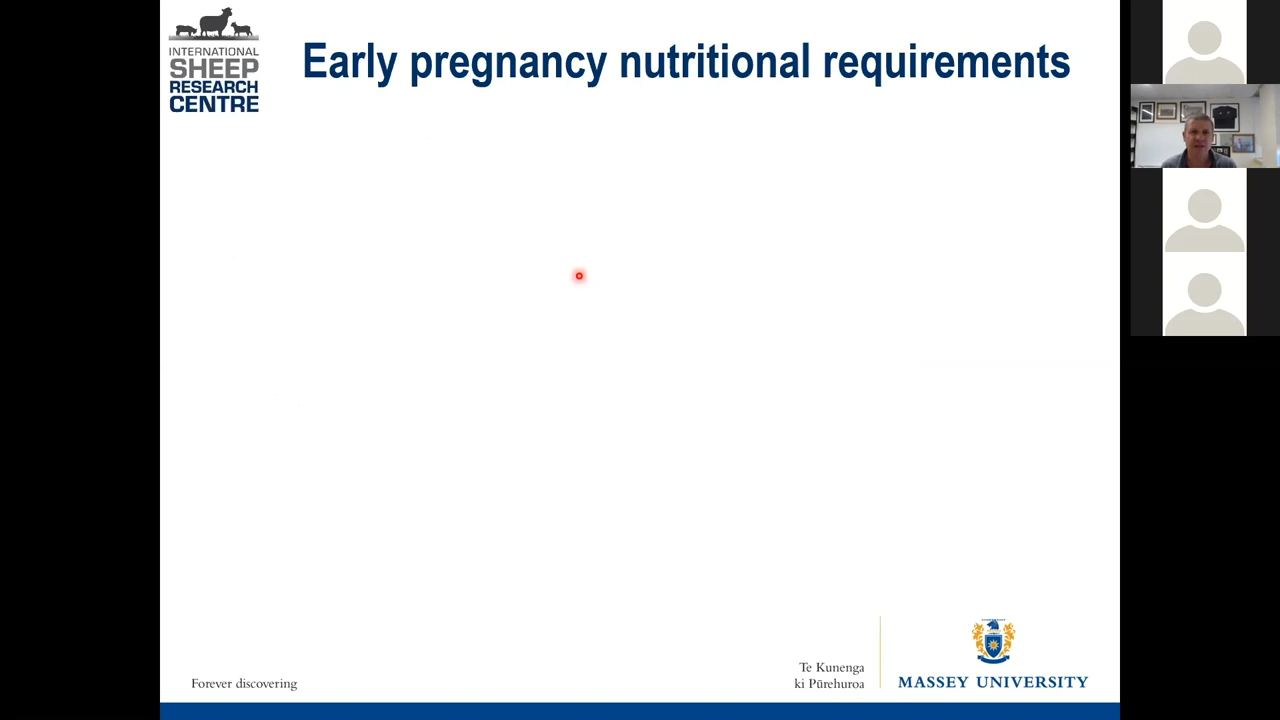 INTERNATIONAL
SHEEP
RESEARCH
CENTRE
Early pregnancy nutritional requirements
Forever discovering
Te Kunenga
ki Pūrehuroa
MASSEY UNIVERSITY